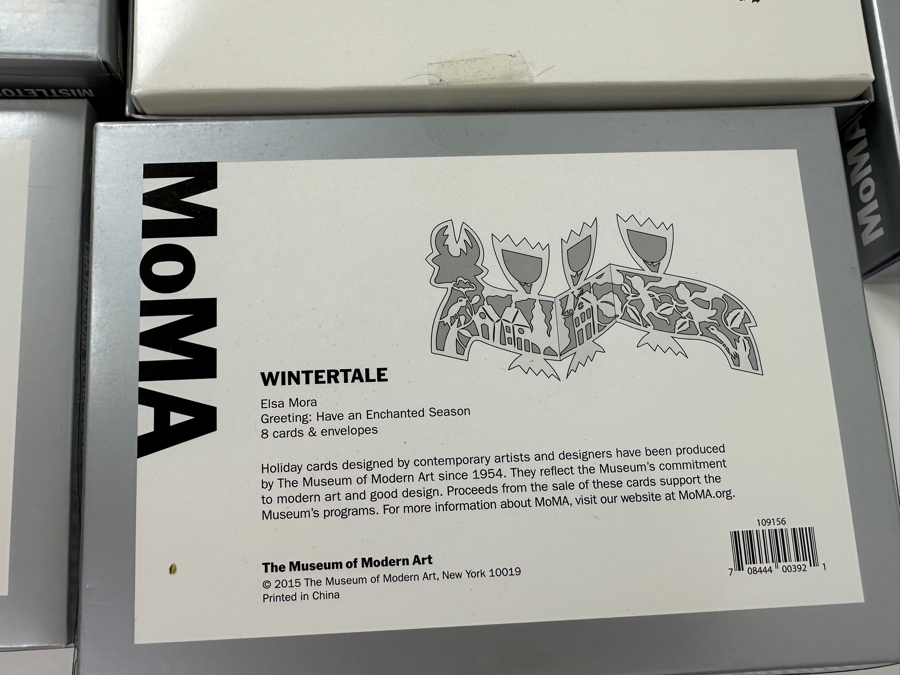 MISTLETO
MoMA
MoMA
WINTERTALE
Elsa Mora
Greeting: Have an Enchanted Season
8 cards & envelopes
Holiday cards designed by contemporary artists and designers have been produced
by The Museum of Modern Art since 1954. They reflect the Museum's commitment
to modern art and good design. Proceeds from the sale of these cards support the
Museum's programs. For more information about MoMA, visit our website at MoMA.org.
The Museum of Modern Art
© 2015 The Museum of Modern Art, New York 10019
Printed in China
109156
7 08444 00392 1